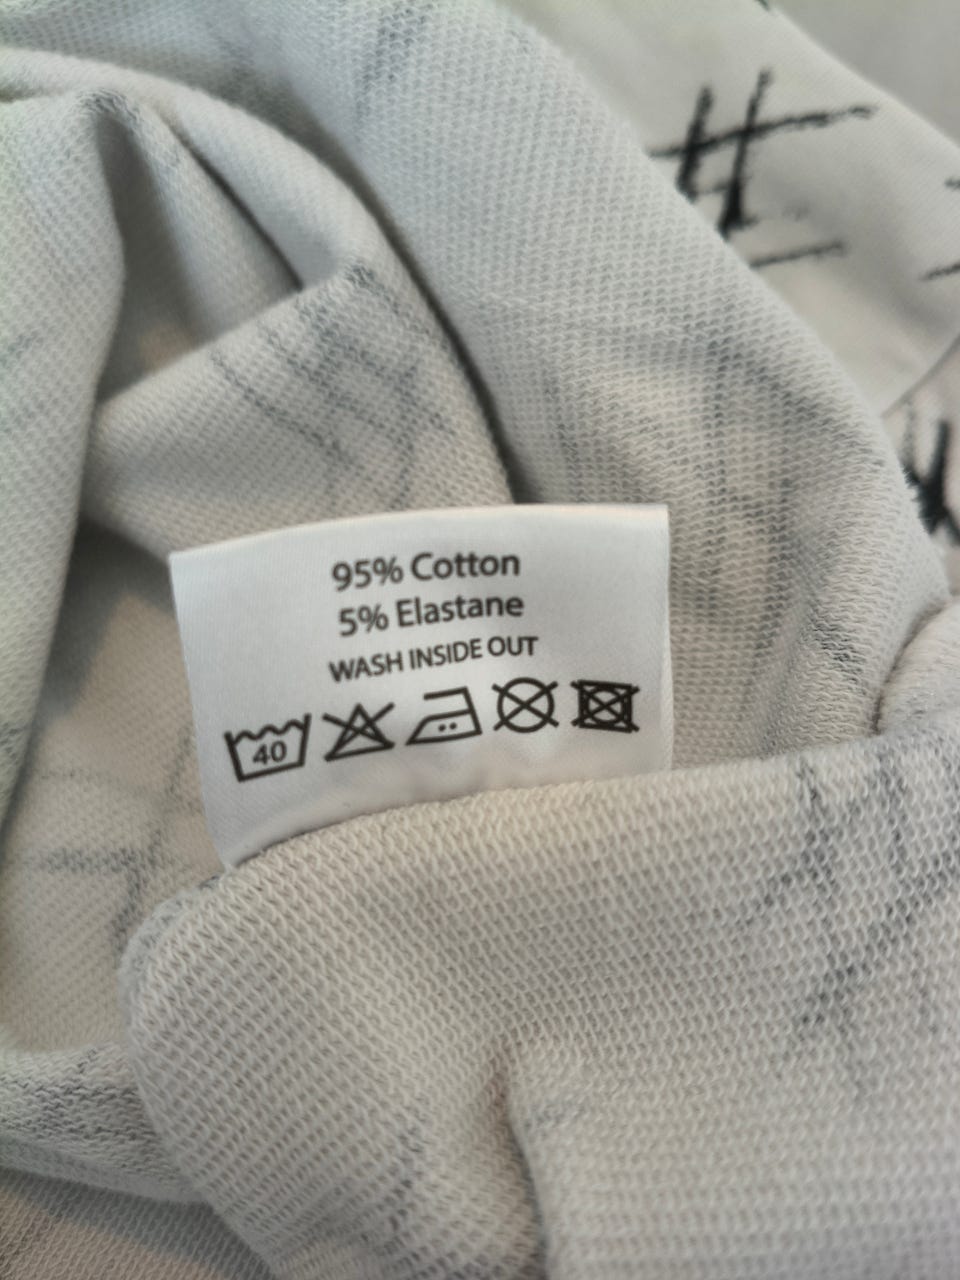 95% Cotton
5% Elastane
WASH INSIDE OUT
40